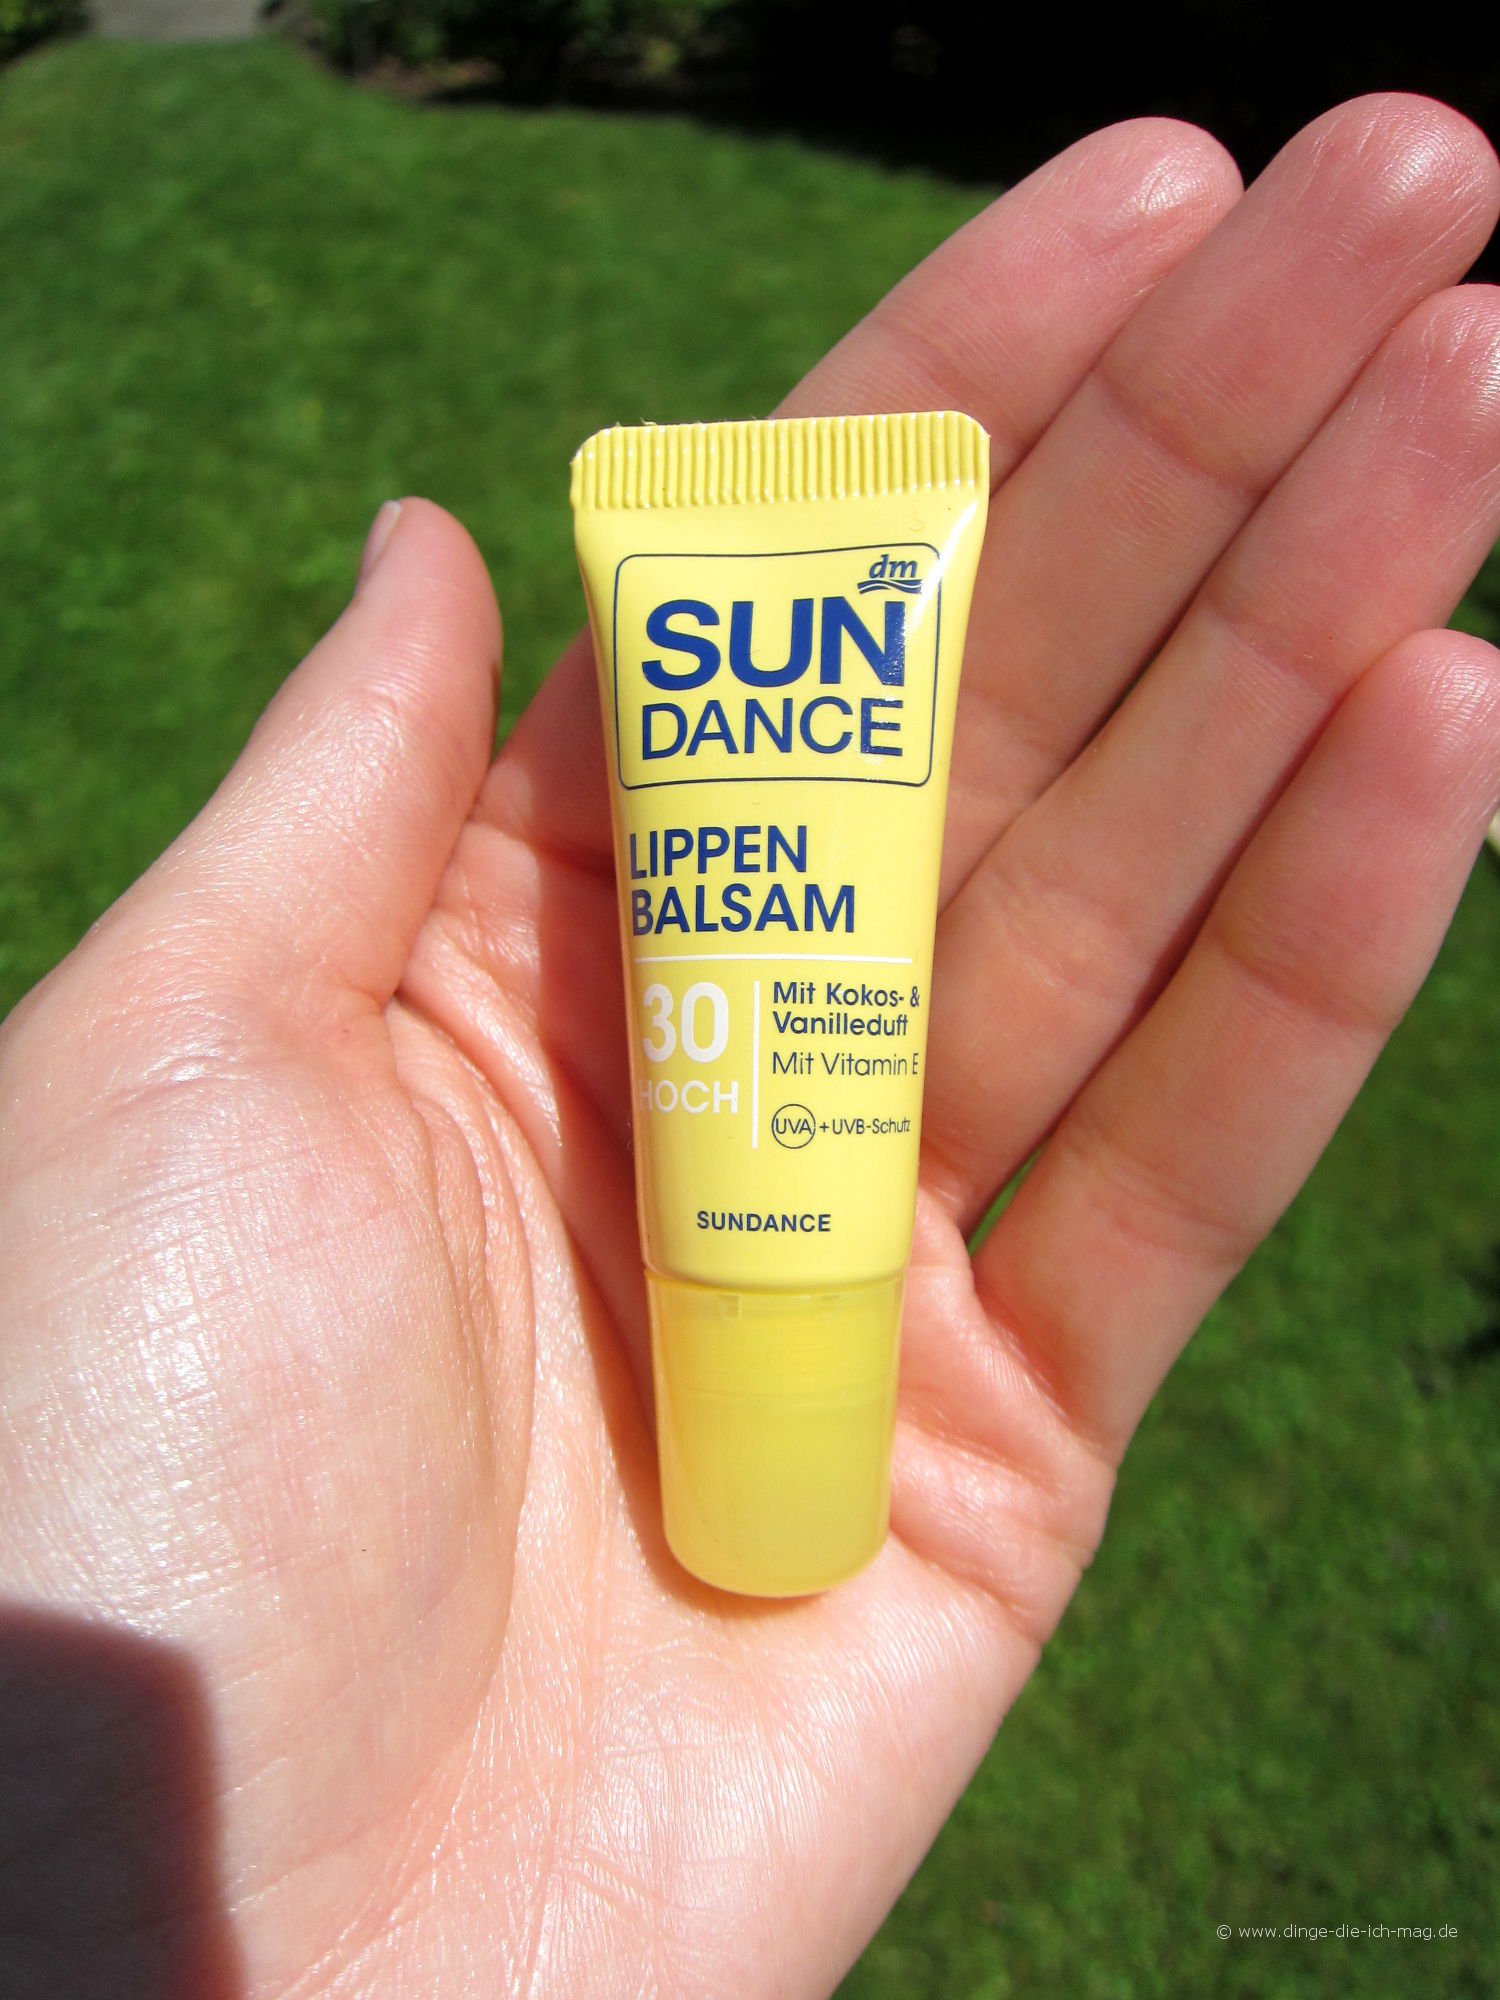 dm
SUN
DANCE
LIPPEN
BALSAM
30
HOCH
Mit Kokos- &
Vanilleduft
Mit Vitamin E
UVA + UVB-Schutz
SUNDANCE
© www.dinge-die-ich-mag.de